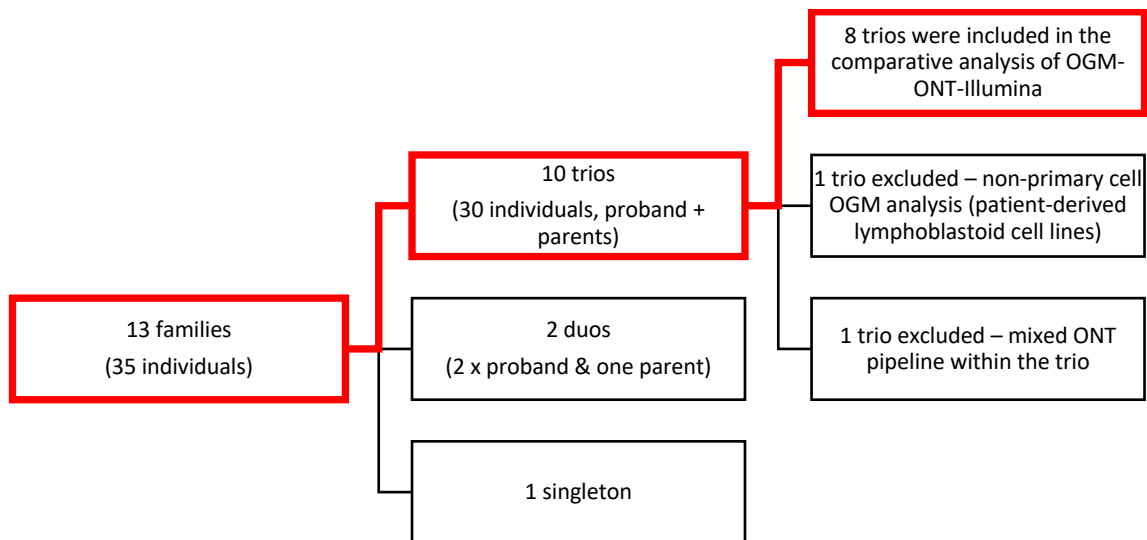 8 trios were included in the
comparative analysis of OGM-
ONT-Illumina
10 trios
(30 individuals, proband +
parents)
1 trio excluded – non-primary cell
OGM analysis (patient-derived
lymphoblastoid cell lines)
13 families
(35 individuals)
2 duos
(2 x proband & one parent)
1 trio excluded – mixed ONT
pipeline within the trio
1 singleton